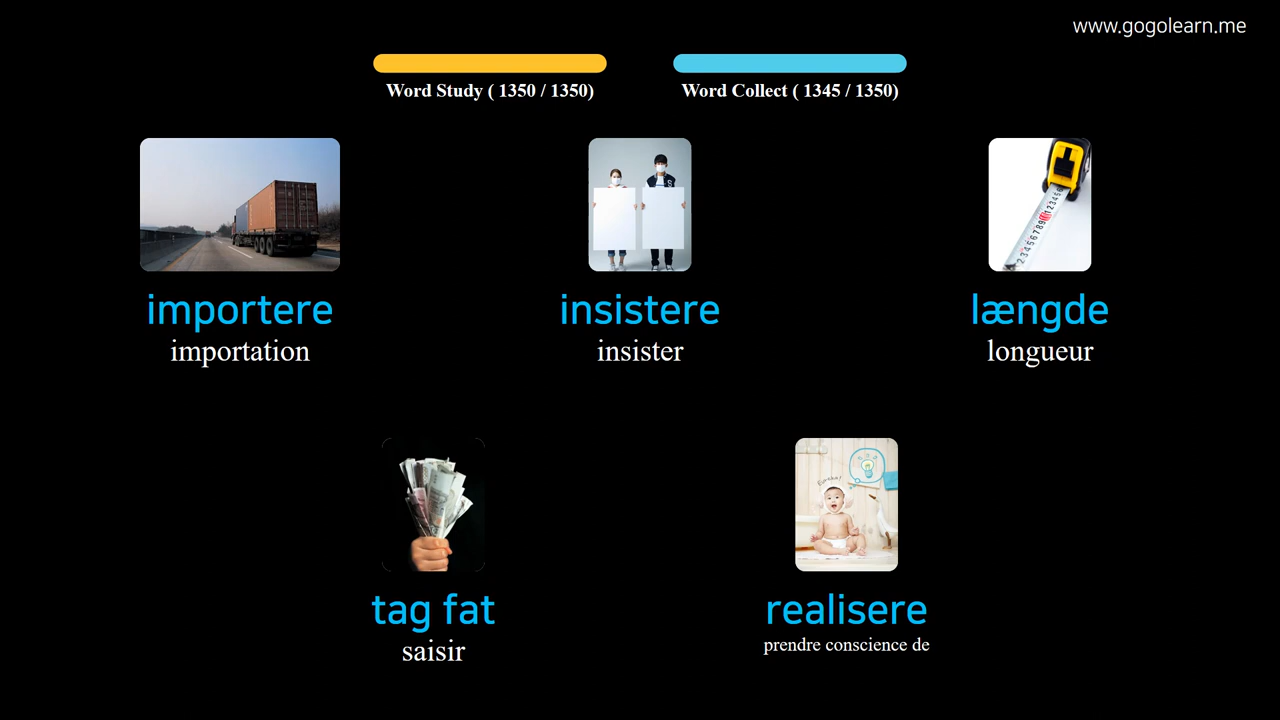 www.gogolearn.me
Word Study ( 1350 / 1350)
Word Collect ( 1345 / 1350)
importere
importation
insistere
insister
længde
longueur
tag fat
saisir
realisere
prendre conscience de